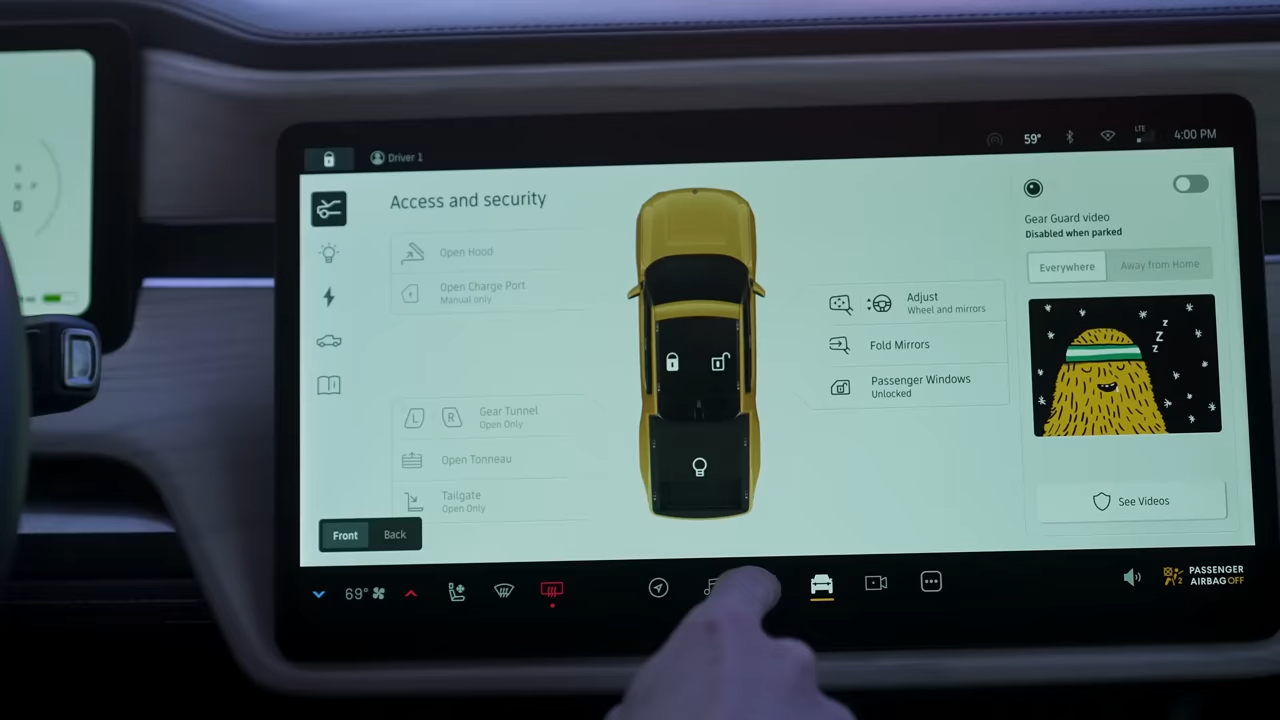 Driver 1
59°
LTE
4:00 PM
Access and security
Open Hood
Open Charge Port
Manual only
Gear Tunnel
Open Only
L
R
Open Tonneau
Tailgate
Open Only
Front
Back
Adjust
Wheel and mirrors
Fold Mirrors
Passenger Windows
Unlocked
Gear Guard video
Disabled when parked
Everywhere
Away from Home
z
z
z
See Videos
69°
PASSENGER
AIRBAG OFF